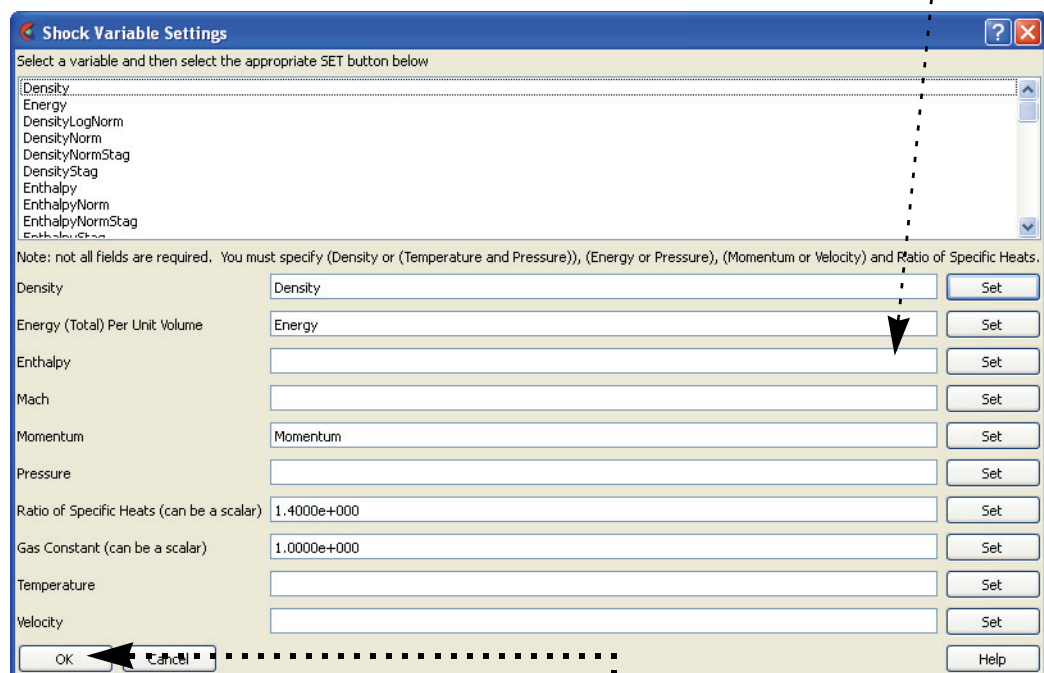 Shock Variable Settings
Select a variable and then select the appropriate SET button below
Density
Energy
DensityLogNorm
DensityNorm
DensityNormStag
DensityStag
Enthalpy
EnthalpyNorm
EnthalpyNormStag
EnthalpyStag
Note: not all fields are required. You must specify (Density or (Temperature and Pressure)), (Energy or Pressure), (Momentum or Velocity) and Ratio of Specific Heats.
Density Density Set
Energy (Total) Per Unit Volume Energy Set
Enthalpy Set
Mach Set
Momentum Momentum Set
Pressure Set
Ratio of Specific Heats (can be a scalar) 1.4000e+000 Set
Gas Constant (can be a scalar) 1.0000e+000 Set
Temperature Set
Velocity Set
OK Cancel Help